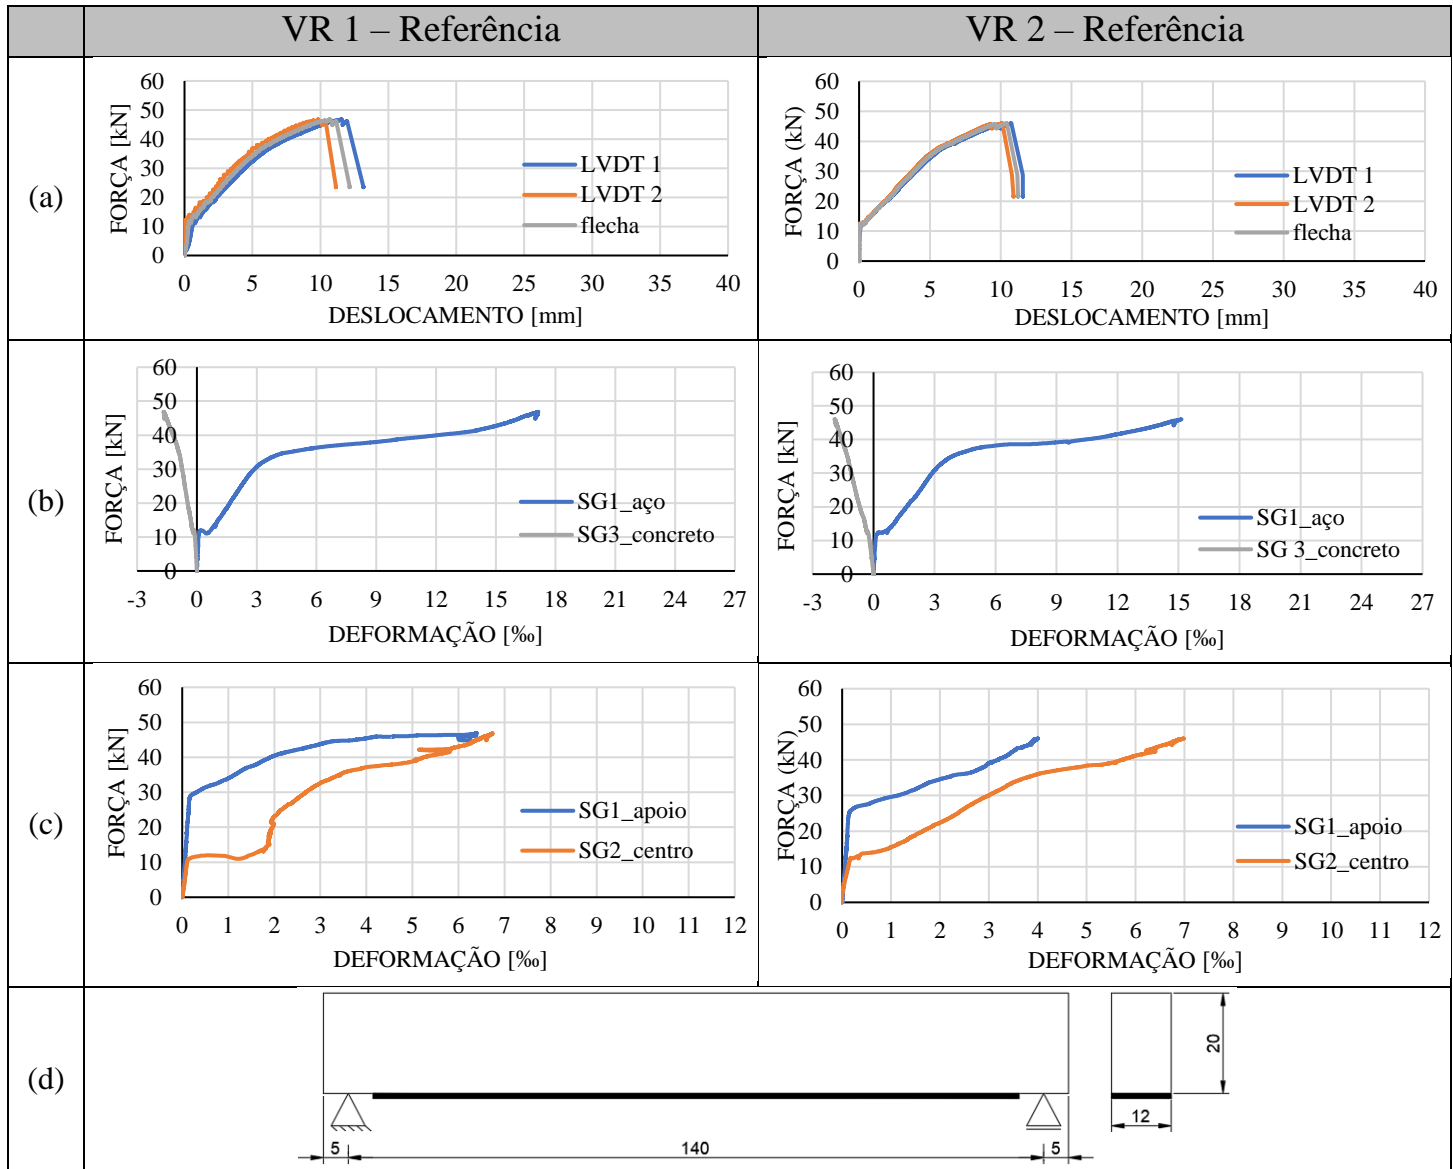 VR 1 – Referência
VR 2 – Referência
(a)
FORÇA [kN]
60
50
40
30
20
10
0
0 5 10 15 20 25 30 35 40
DESLOCAMENTO [mm]
LVDT 1
LVDT 2
flecha
FORÇA (kN)
60
50
40
30
20
10
0
0 5 10 15 20 25 30 35 40
DESLOCAMENTO [mm]
LVDT 1
LVDT 2
flecha
(b)
FORÇA [kN]
60
50
40
30
20
10
0
-3 0 3 6 9 12 15 18 21 24 27
DEFORMAÇÃO [‰]
SG1_aço
SG3_concreto
FORÇA [kN]
60
50
40
30
20
10
0
-3 0 3 6 9 12 15 18 21 24 27
DEFORMAÇÃO [‰]
SG1_aço
SG 3_concreto
(c)
FORÇA [kN]
60
50
40
30
20
10
0
0 1 2 3 4 5 6 7 8 9 10 11 12
DEFORMAÇÃO [‰]
SG1_apoio
SG2_centro
FORÇA (kN)
60
50
40
30
20
10
0
0 1 2 3 4 5 6 7 8 9 10 11 12
DEFORMAÇÃO [‰]
SG1_apoio
SG2_centro
(d)
20
12
5 140 5